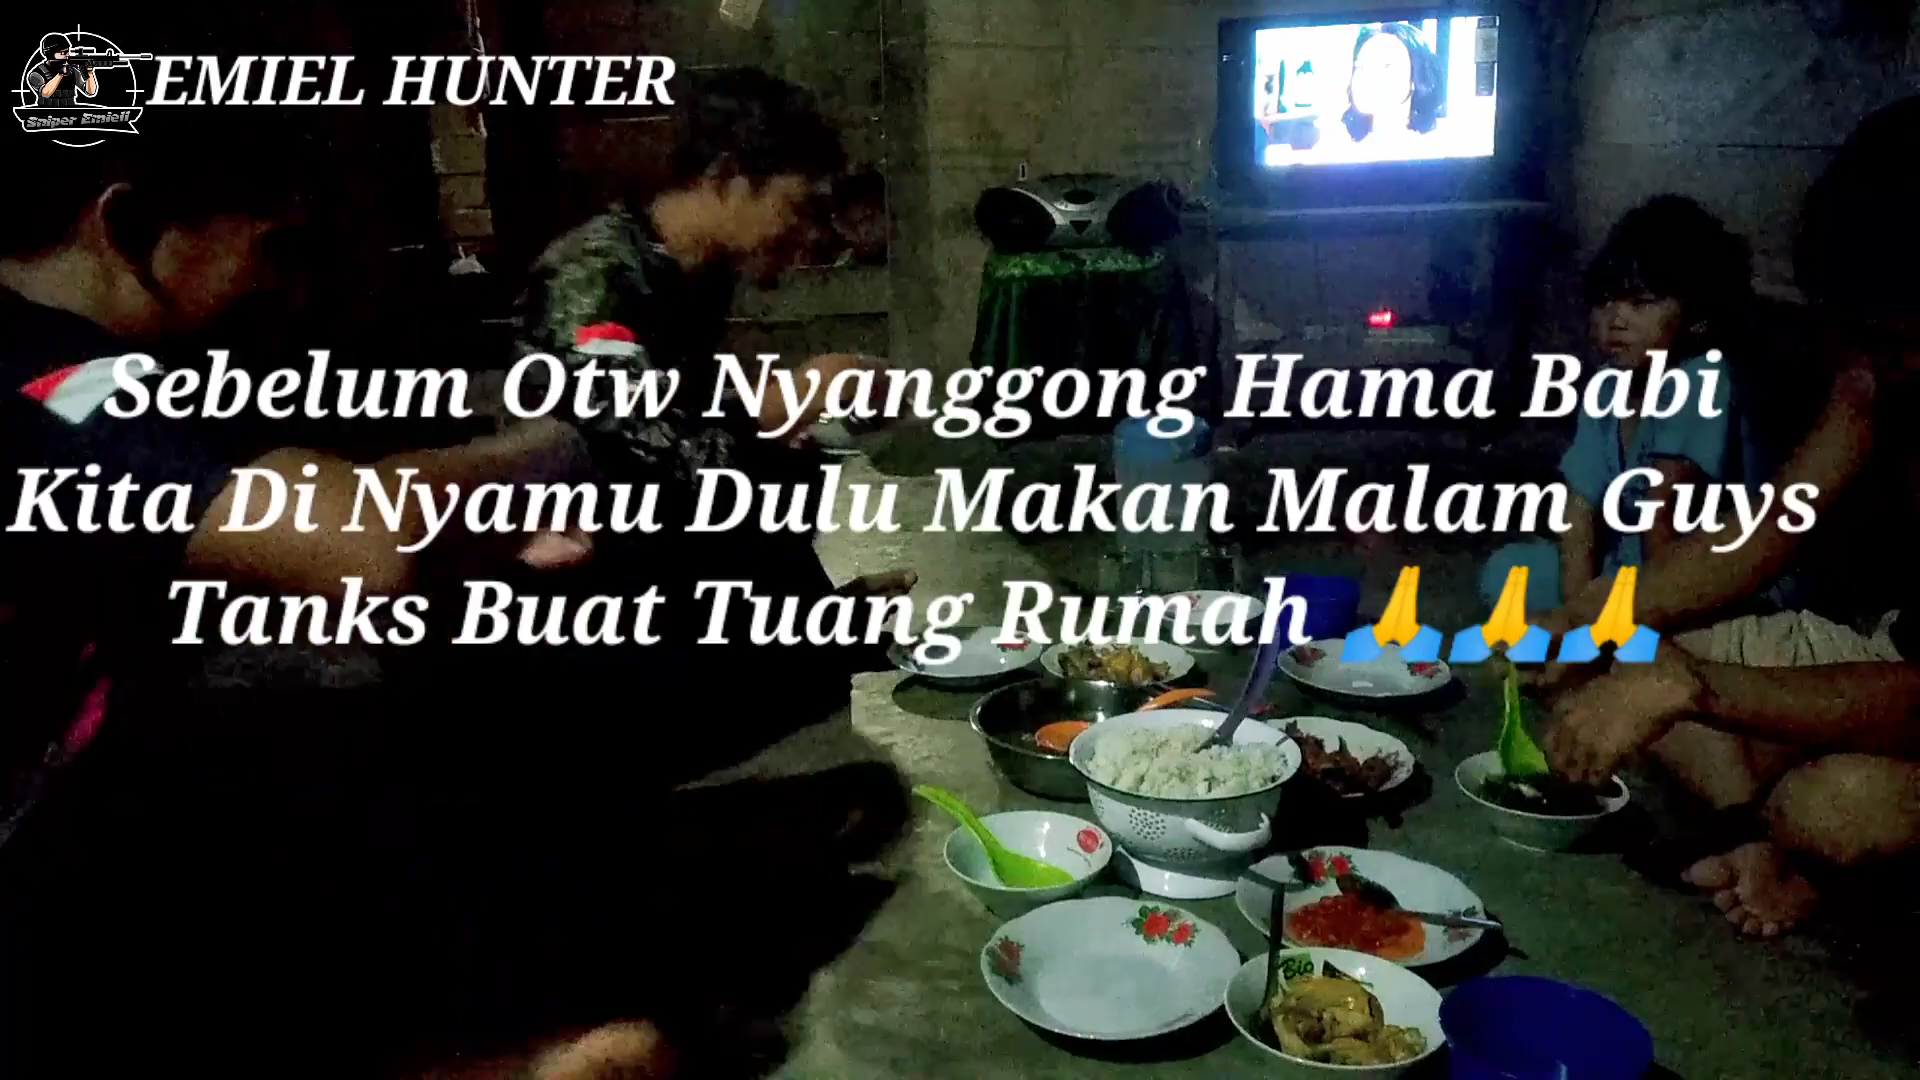 EMIEL HUNTER
Sniper Emieli
Sebelum Otw Nyanggong Hama Babi
Kita Di Nyamu Dulu Makan Malam Guys
Tanks Buat Tuang Rumah 🙏🙏🙏
Bio